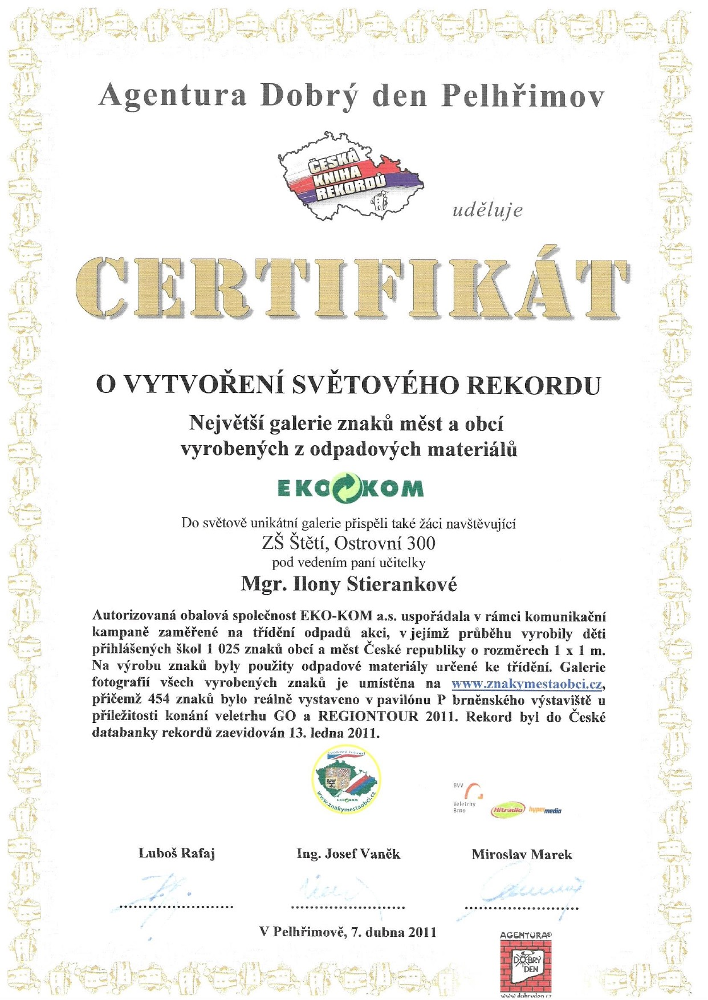 Agentura Dobrý den Pelhřimov
ČESKÁ
KNIHA
REKORDŮ
uděluje
CERTIFIKÁT
O VYTVOŘENÍ SVĚTOVÉHO REKORDU
Největší galerie znaků měst a obcí
vyrobených z odpadových materiálů
EKO KOM
Do světově unikátní galerie přispěli také žáci navštěvující
ZŠ Štětí, Ostrovní 300
pod vedením paní učitelky
Mgr. Ilony Stierankové
Autorizovaná obalová společnost EKO-KOM a.s. uspořádala v rámci komunikační
kampaně zaměřené na třídění odpadů akci, v jejímž průběhu vyrobily děti
přihlášených škol 1 025 znaků obcí a měst České republiky o rozměrech 1 x 1 m.
Na výrobu znaků byly použity odpadové materiály určené ke třídění. Galerie
fotografií všech vyrobených znaků je umístěna na www.znakymestaobci.cz,
přičemž 454 znaků bylo reálně vystaveno v pavilónu P brněnského výstaviště u
příležitosti konání veletrhu GO a REGIONTOUR 2011. Rekord byl do České
databanky rekordů zaevidován 13. ledna 2011.
světový rekord
EKO KOM
www.znakymestaobci.cz
BVV
Veletrhy
Brno
Hitrádio
hypermedia
Luboš Rafaj
Ing. Josef Vaněk
Miroslav Marek
V Pelhřimově, 7. dubna 2011
AGENTURA®
DOBRÝ
DEN
www.dobryden.cz